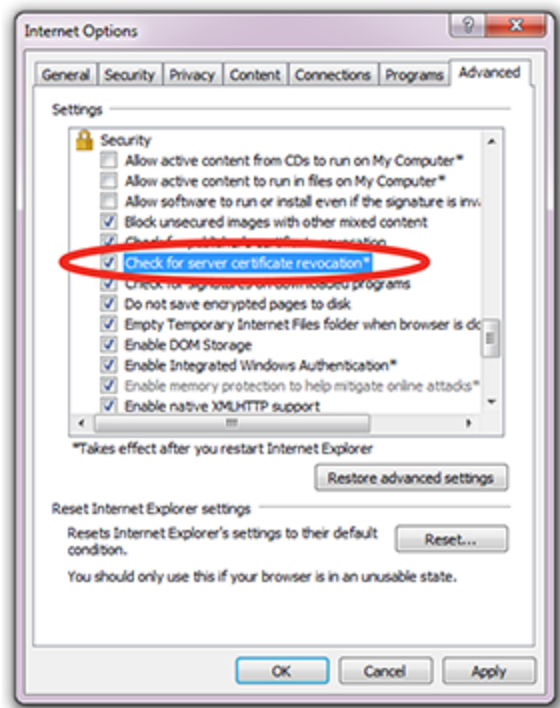 Internet Options
General Security Privacy Content Connections Programs Advanced
Settings
Security
Allow active content from CDs to run on My Computer*
Allow active content to run in files on My Computer*
Allow software to run or install even if the signature is
Block unsecured images with other mixed content
Check for server certificate revocation*
Check for signatures on downloaded programs
Do not save encrypted pages to disk
Empty Temporary Internet Files folder when browser is
Enable DOM Storage
Enable Integrated Windows Authentication*
Enable memory protection to help mitigate online attacks*
Enable native XMLHTTP support
*Takes effect after you restart Internet Explorer
Restore advanced settings
Reset Internet Explorer settings
Resets Internet Explorer's settings to their default
condition.
Reset...
You should only use this if your browser is in an unusable state.
OK Cancel Apply